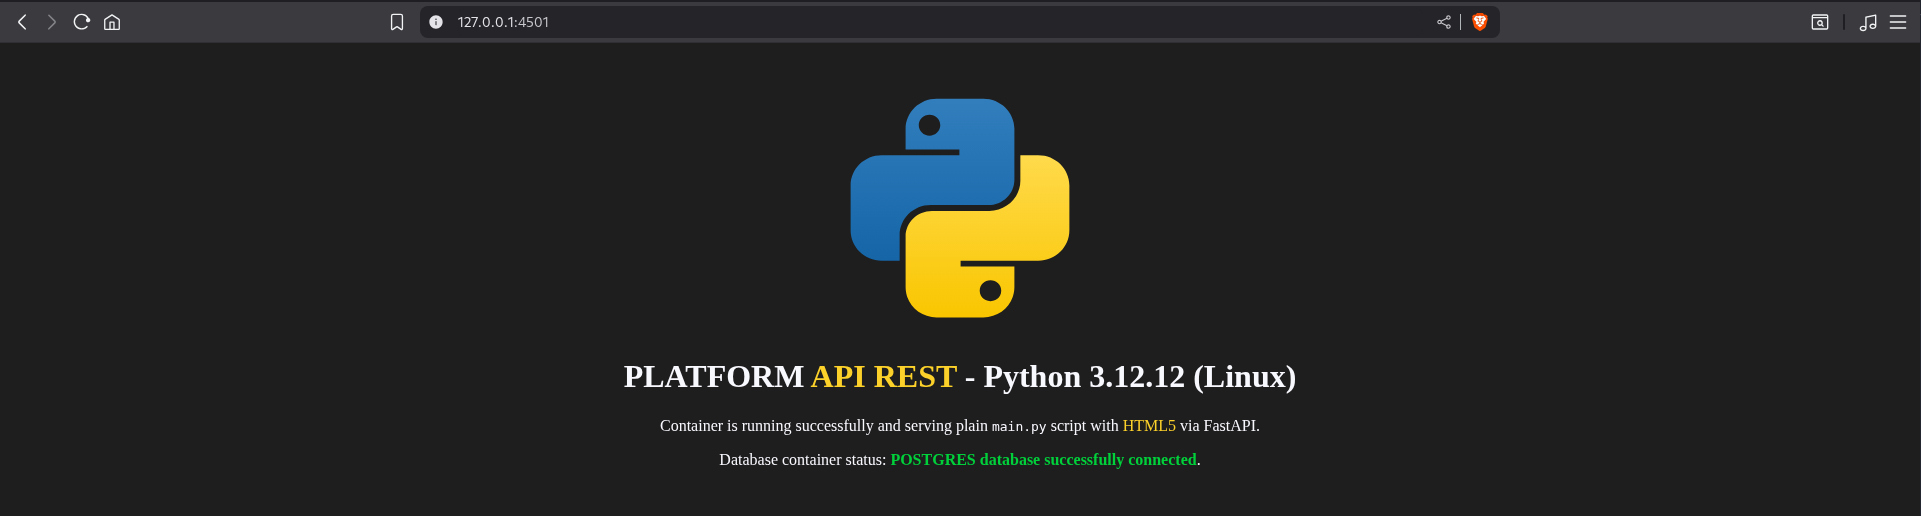 127.0.0.1:4501
PLATFORM API REST - Python 3.12.12 (Linux)
Container is running successfully and serving plain main.py script with HTML5 via FastAPI.
Database container status: POSTGRES database successfully connected.